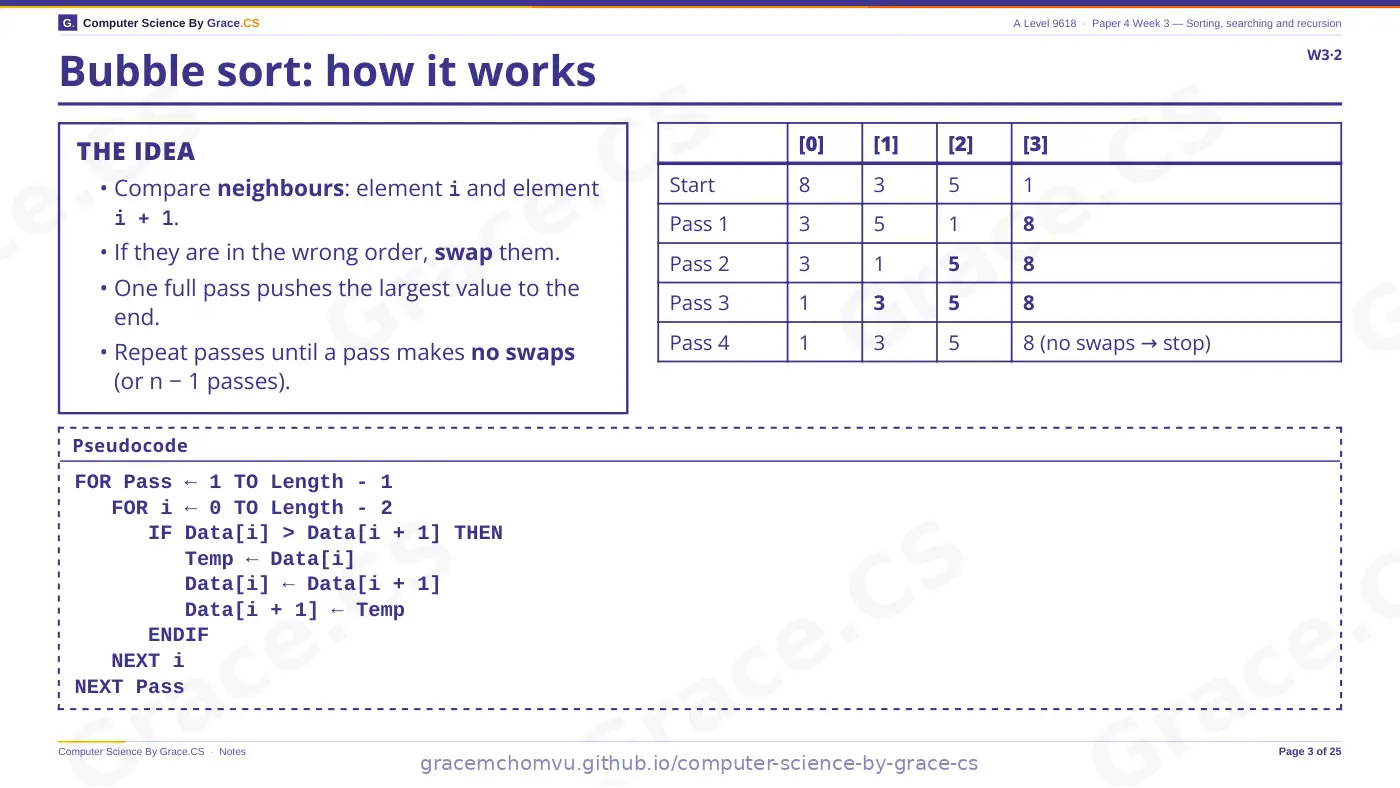 G. Computer Science By Grace.CS
A Level 9618 · Paper 4 Week 3 — Sorting, searching and recursion
Bubble sort: how it works
W3·2
THE IDEA
• Compare neighbours: element i and element
i + 1.
• If they are in the wrong order, swap them.
• One full pass pushes the largest value to the
end.
• Repeat passes until a pass makes no swaps
(or n − 1 passes).
[0] [1] [2] [3]
Start 8 3 5 1
Pass 1 3 5 1 8
Pass 2 3 1 5 8
Pass 3 1 3 5 8
Pass 4 1 3 5 8 (no swaps → stop)
Pseudocode
FOR Pass ← 1 TO Length - 1
   FOR i ← 0 TO Length - 2
      IF Data[i] > Data[i + 1] THEN
         Temp ← Data[i]
         Data[i] ← Data[i + 1]
         Data[i + 1] ← Temp
      ENDIF
   NEXT i
NEXT Pass
Computer Science By Grace.CS · Notes
Page 3 of 25
gracemchomvu.github.io/computer-science-by-grace-cs